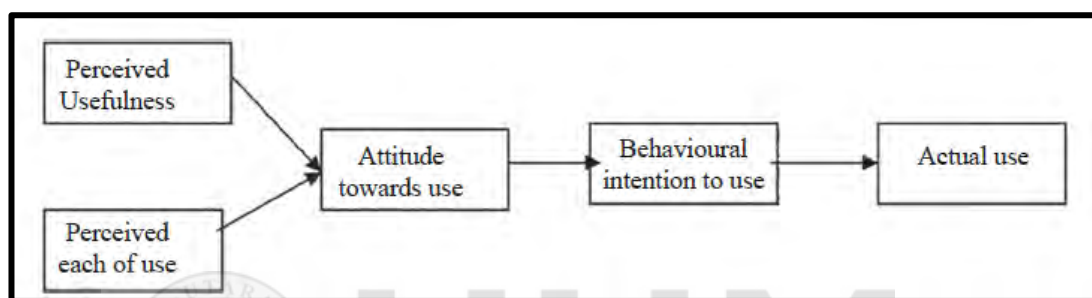 Perceived
Usefulness
Perceived
each of use
Attitude
towards use
Behavioural
intention to use
Actual use